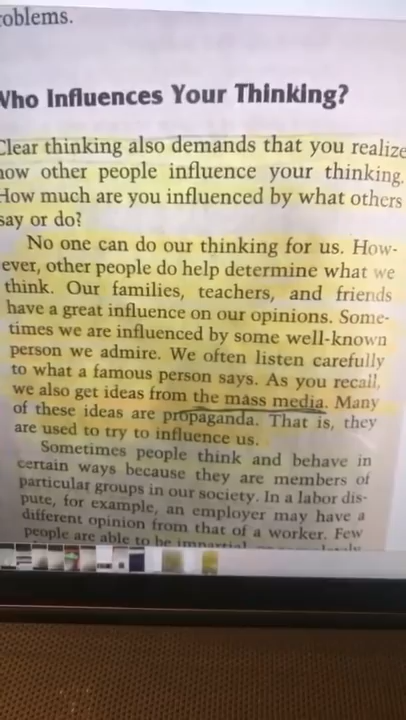 roblems.
Who Influences Your Thinking?
Clear thinking also demands that you realize
how other people influence your thinking.
How much are you influenced by what others
say or do?
No one can do our thinking for us. How-
ever, other people do help determine what we
think. Our families, teachers, and friends
have a great influence on our opinions. Some-
times we are influenced by some well-known
person we admire. We often listen carefully
to what a famous person says. As you recall,
we also get ideas from the mass media. Many
of these ideas are propaganda. That is, they
are used to try to influence us.
Sometimes people think and behave in
certain ways because they are members of
particular groups in our society. In a labor dis-
pute, for example, an employer may have a
different opinion from that of a worker. Few
people are able to be impartial